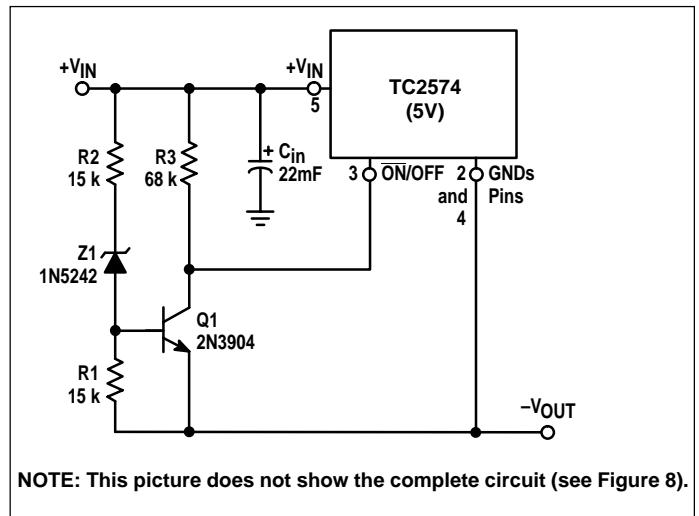 +VIN
+VIN
5
TC2574
(5V)
R2
15 k
R3
68 k
+ Cin
22mF
3
ON/OFF
2
and
4
GNDs
Pins
Z1
1N5242
Q1
2N3904
R1
15 k
–VOUT
NOTE: This picture does not show the complete circuit (see Figure 8).